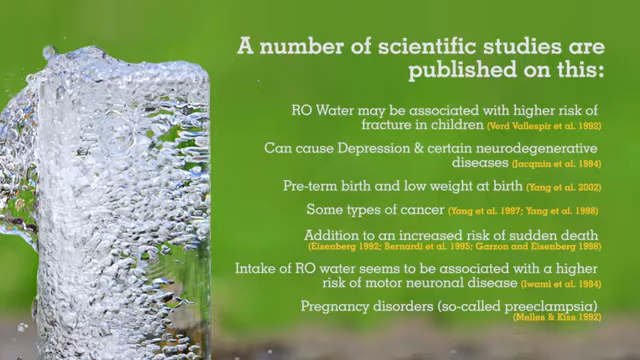 A number of scientific studies are
published on this:
RO Water may be associated with higher risk of
fracture in children (Verd Vallespir et al. 1992)
Can cause Depression & certain neurodegenerative
diseases (Jacqmin et al. 1994)
Pre-term birth and low weight at birth (Yang et al. 2002)
Some types of cancer (Yang et al. 1997; Yang et al. 1998)
Addition to an increased risk of sudden death
(Eisenberg 1992; Bernardi et al. 1995; Garzon and Eisenberg 1998)
Intake of RO water seems to be associated with a higher
risk of motor neuronal disease (Iwami et al. 1994)
Pregnancy disorders (so-called preeclampsia)
(Melles & Kiss 1992)